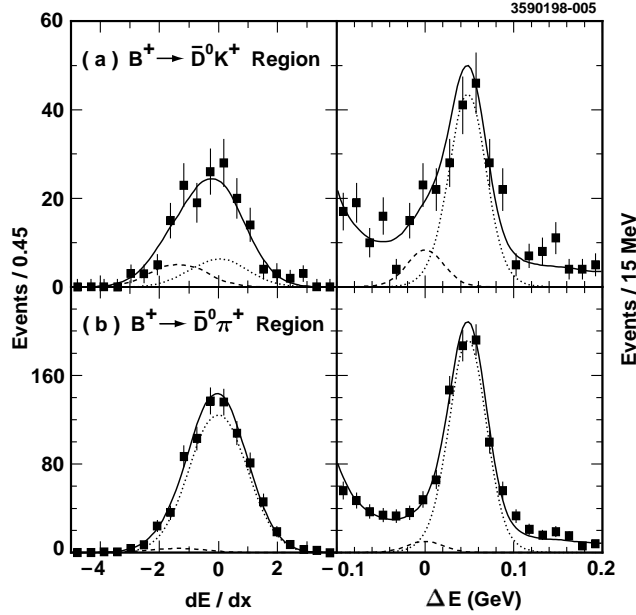 3590198-005
60
( a ) B⁺ → D̄⁰K⁺ Region
40
20
0
Events / 0.45
Events / 15 MeV
( b ) B⁺ → D̄⁰π⁺ Region
160
80
0
−4 −2 0 2 −0.1 0 0.1 0.2
dE / dx ΔE (GeV)